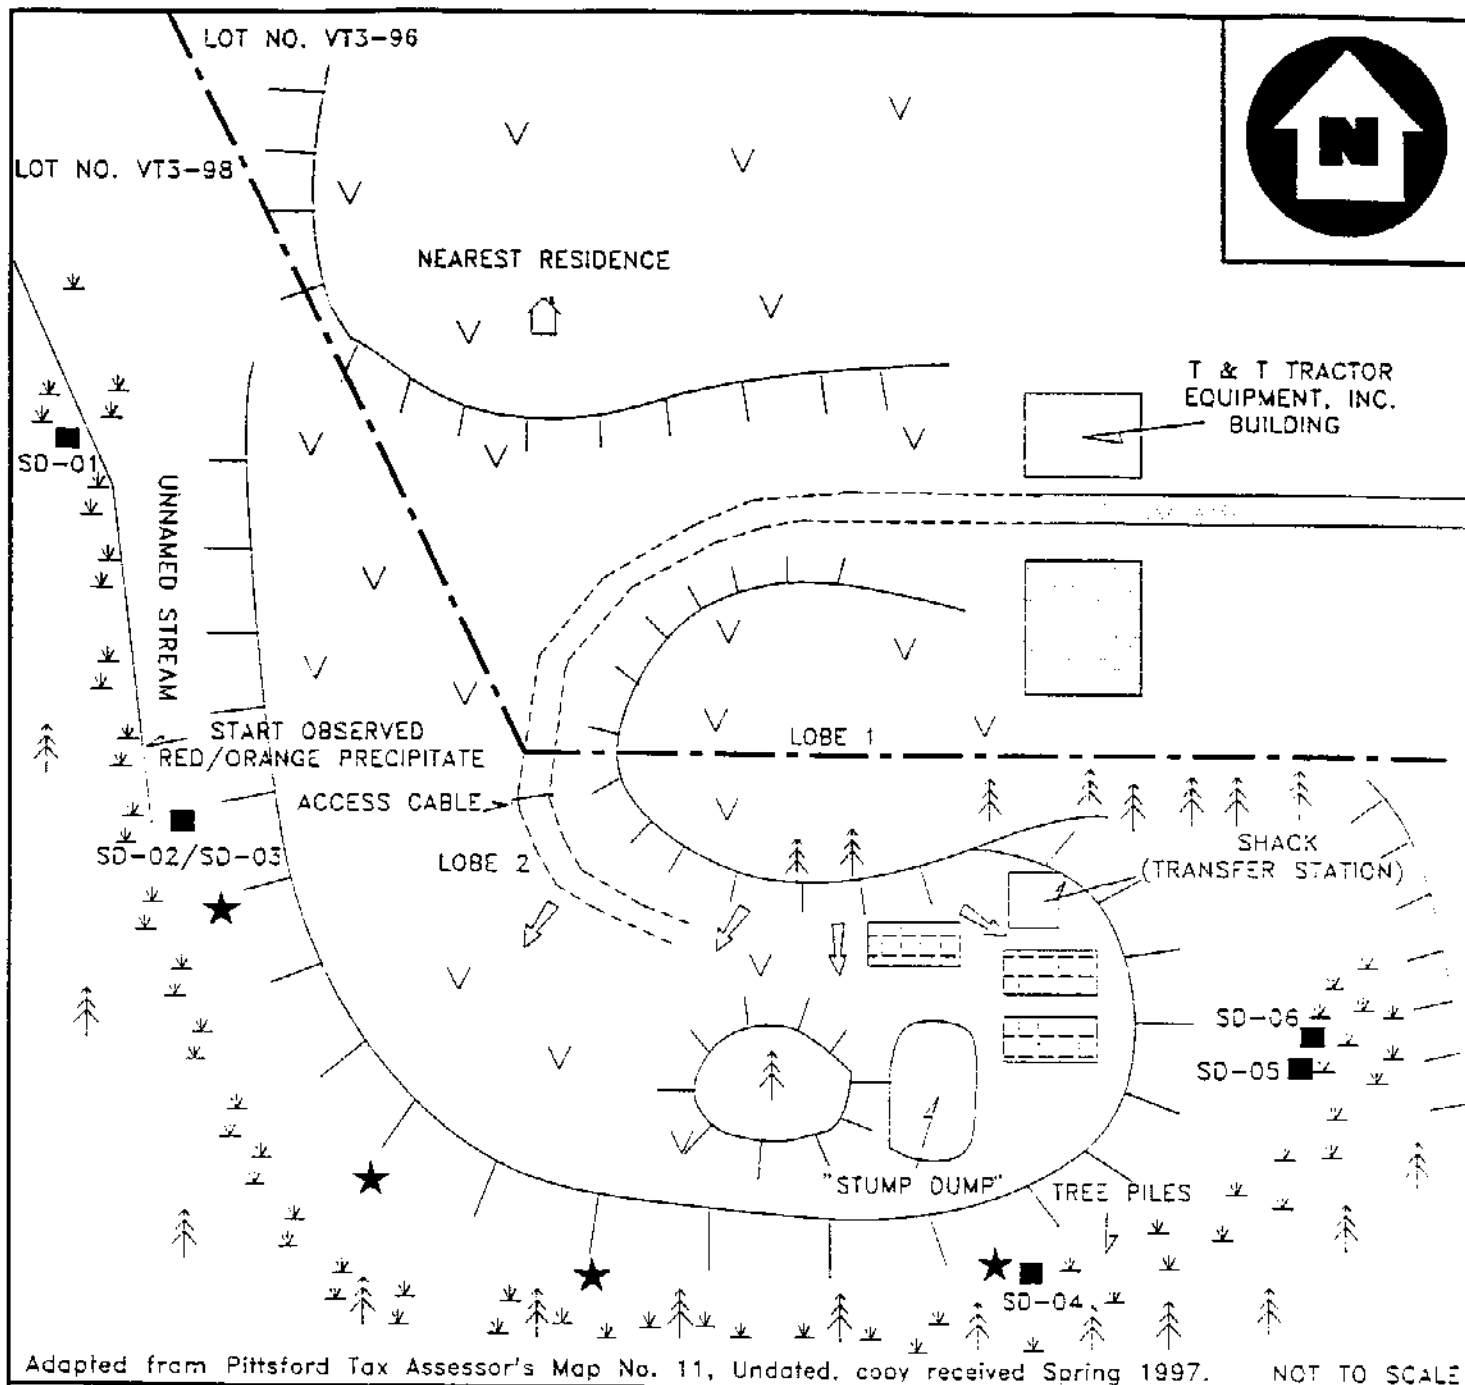 LOT NO. VT3-96
N
LOT NO. VT3-98
NEAREST RESIDENCE
T & T TRACTOR
EQUIPMENT, INC.
BUILDING
SD-01
UNNAMED STREAM
START OBSERVED
RED/ORANGE PRECIPITATE
LOBE 1
ACCESS CABLE
SD-02/SD-03
LOBE 2
SHACK
(TRANSFER STATION)
SD-06
SD-05
"STUMP DUMP"
TREE PILES
SD-04
Adapted from Pittsford Tax Assessor's Map No. 11, Undated, copy received Spring 1997.
NOT TO SCALE